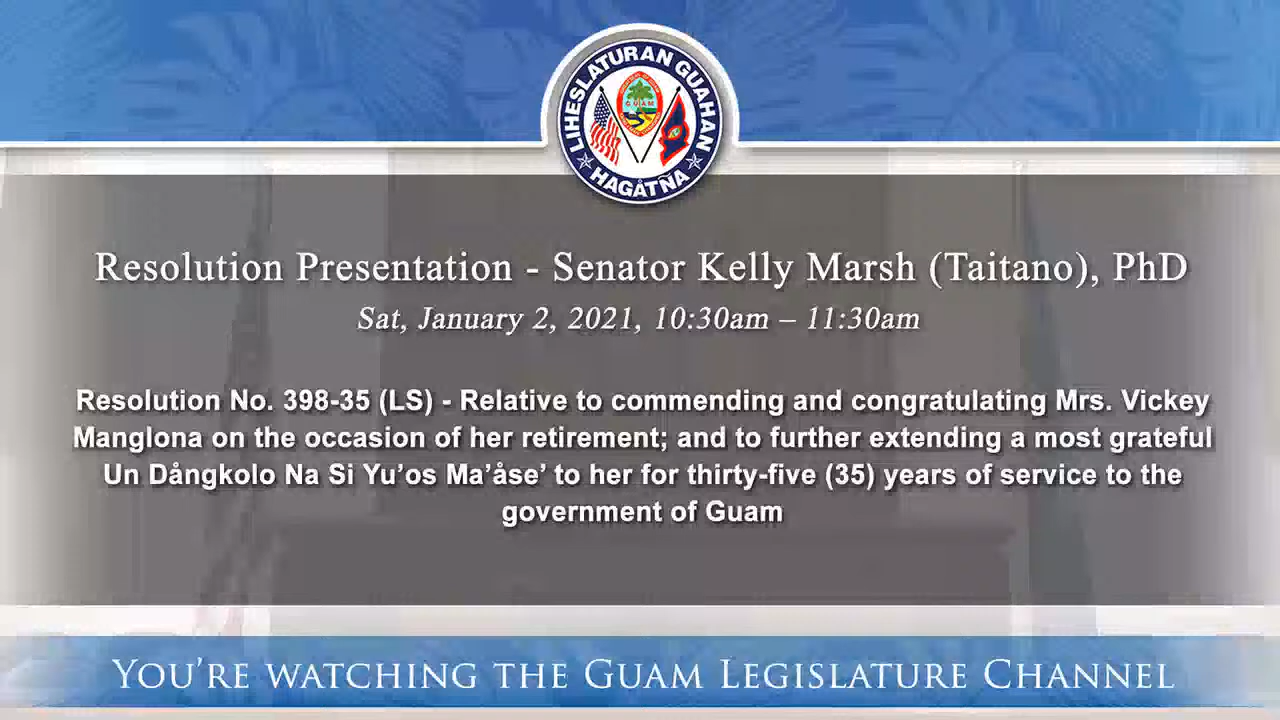 LIHESLATURAN GUAHAN
GUAM
HAGÅTÑA
Resolution Presentation - Senator Kelly Marsh (Taitano), PhD
Sat, January 2, 2021, 10:30am – 11:30am
Resolution No. 398-35 (LS) - Relative to commending and congratulating Mrs. Vickey
Manglona on the occasion of her retirement; and to further extending a most grateful
Un Dångkolo Na Si Yu’os Ma’åse’ to her for thirty-five (35) years of service to the
government of Guam
You’re watching the Guam Legislature Channel